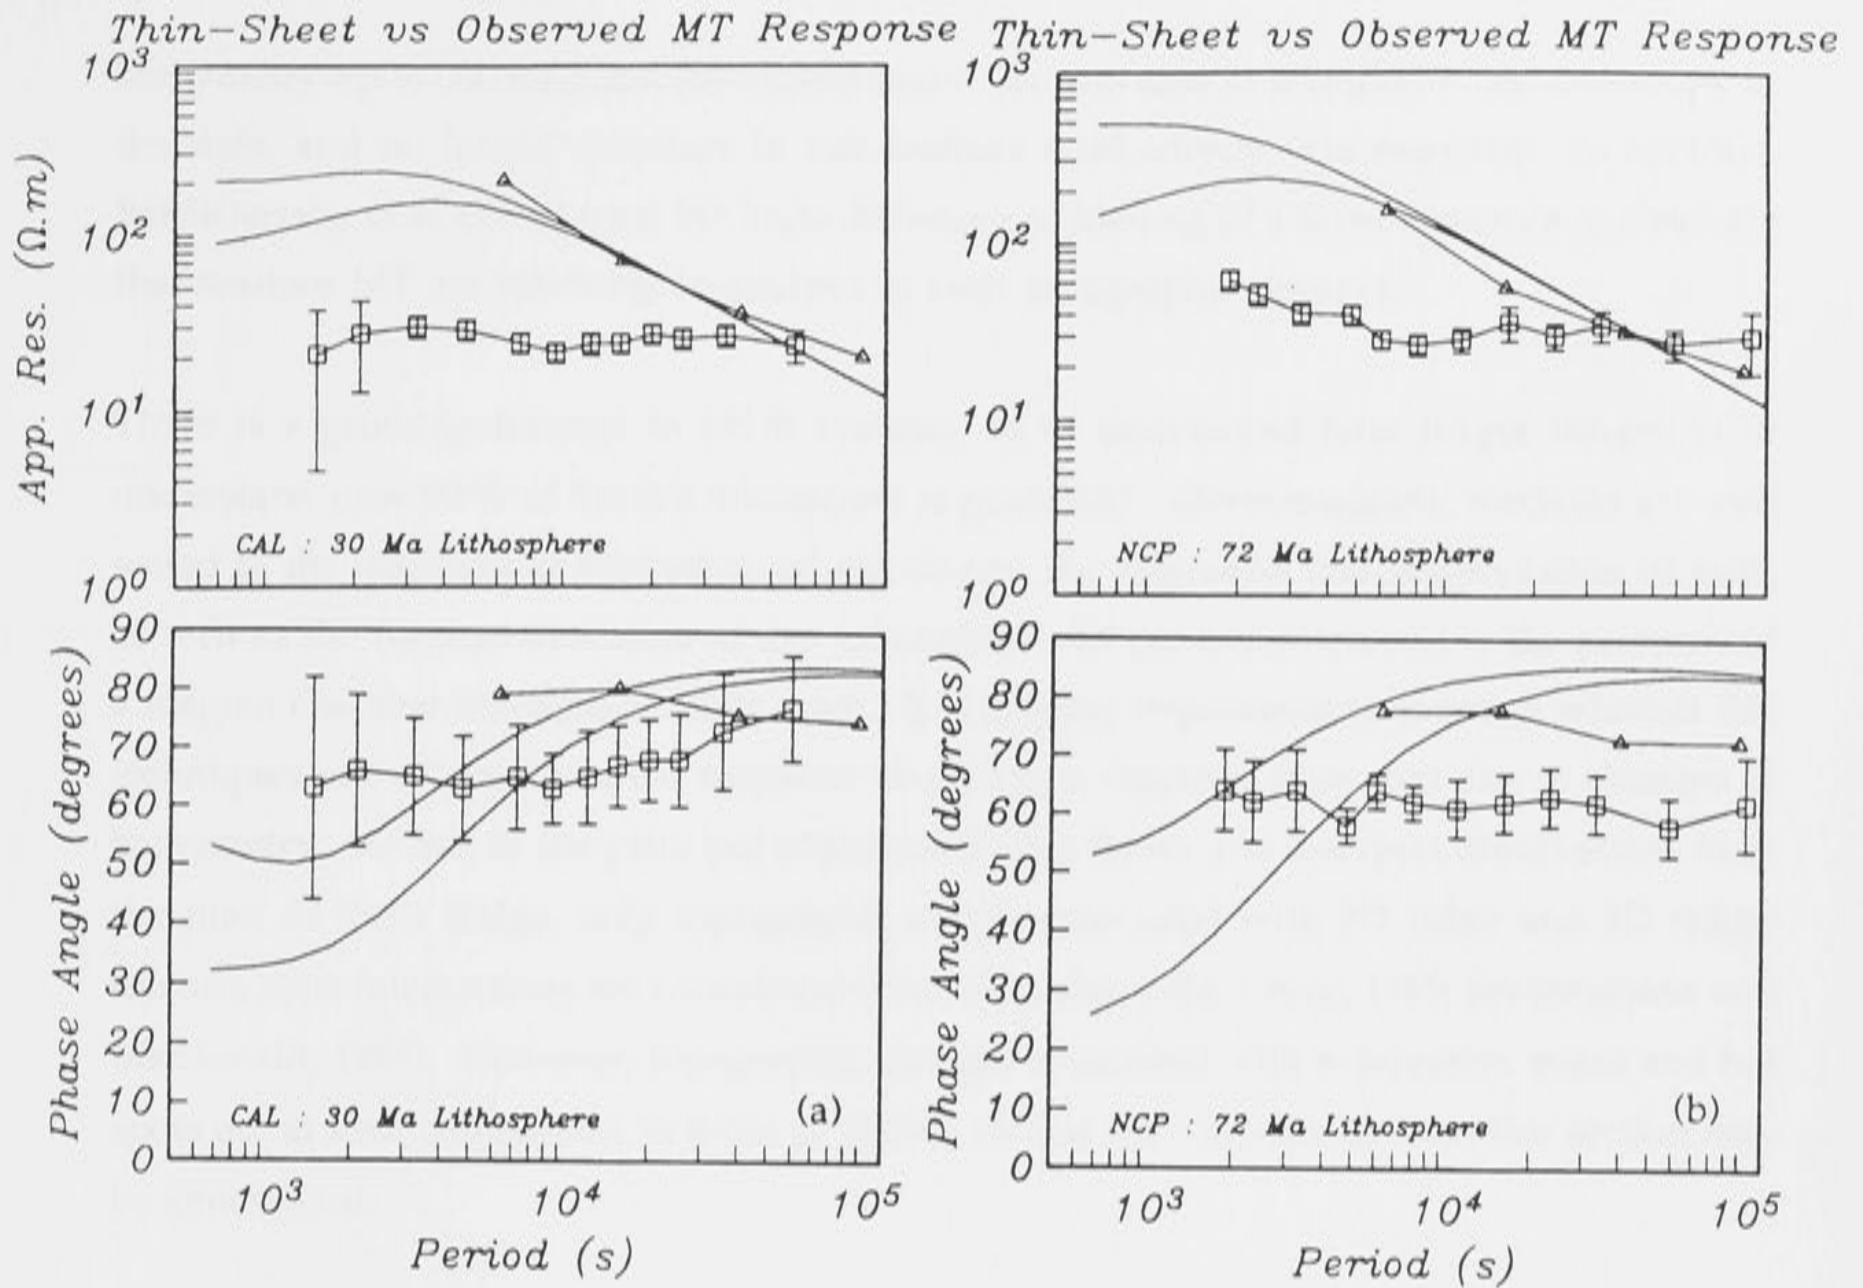 Thin-Sheet vs Observed MT Response
10³
10²
10¹
10⁰
App. Res. (Ω.m)
CAL : 30 Ma Lithosphere
90
80
70
60
50
40
30
20
10
0
Phase Angle (degrees)
CAL : 30 Ma Lithosphere
(a)
10³
10⁴
10⁵
Period (s)
Thin-Sheet vs Observed MT Response
10³
10²
10¹
10⁰
NCP : 72 Ma Lithosphere
90
80
70
60
50
40
30
20
10
0
Phase Angle (degrees)
NCP : 72 Ma Lithosphere
(b)
10³
10⁴
10⁵
Period (s)